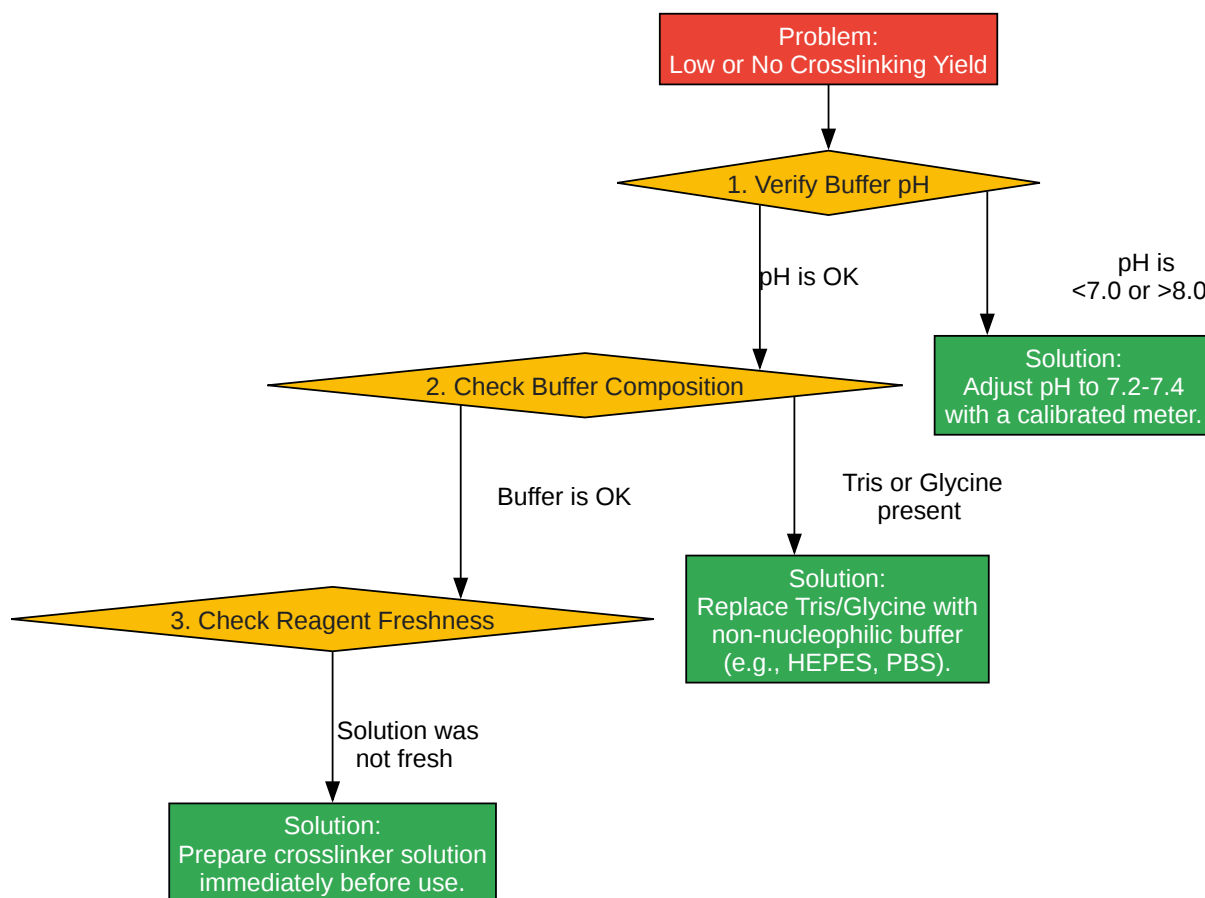 Problem:
Low or No Crosslinking Yield
1. Verify Buffer pH
pH is OK
pH is
<7.0 or >8.0
Solution:
Adjust pH to 7.2-7.4
with a calibrated meter.
2. Check Buffer Composition
Buffer is OK
Tris or Glycine
present
Solution:
Replace Tris/Glycine with
non-nucleophilic buffer
(e.g., HEPES, PBS).
3. Check Reagent Freshness
Solution was
not fresh
Solution:
Prepare crosslinker solution
immediately before use.